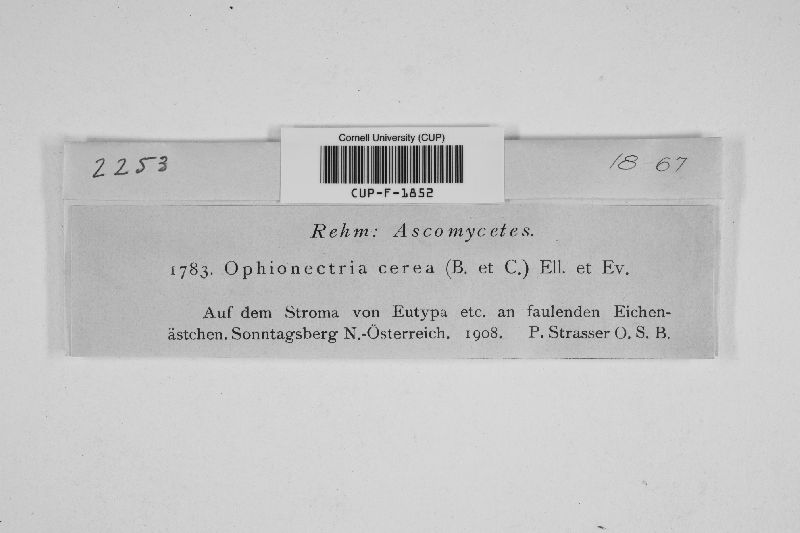 Cornell University (CUP)
2253
18-67
CUP-F-1852
Rehm: Ascomycetes.
1783. Ophionectria cerea (B. et C.) Ell. et Ev.
Auf dem Stroma von Eutypa etc. an faulenden Eichen-
ästchen. Sonntagsberg N.-Österreich. 1908. P. Strasser O. S. B.